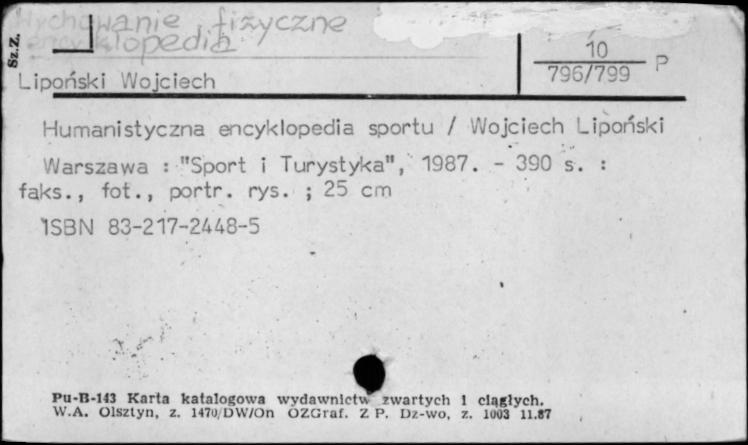 Wychowanie fizyczne
encyklopedia
Sz.Z.
10
796/799 P
Lipoński Wojciech
Humanistyczna encyklopedia sportu / Wojciech Lipoński
Warszawa : "Sport i Turystyka", 1987. - 390 s. :
faks., fot., portr. rys. ; 25 cm
ISBN 83-217-2448-5
Pu-B-143 Karta katalogowa wydawnictw zwartych i ciągłych.
W.A. Olsztyn, z. 1470/DW/On OZGraf. Z P. Dz-wo, z. 1003 11.87